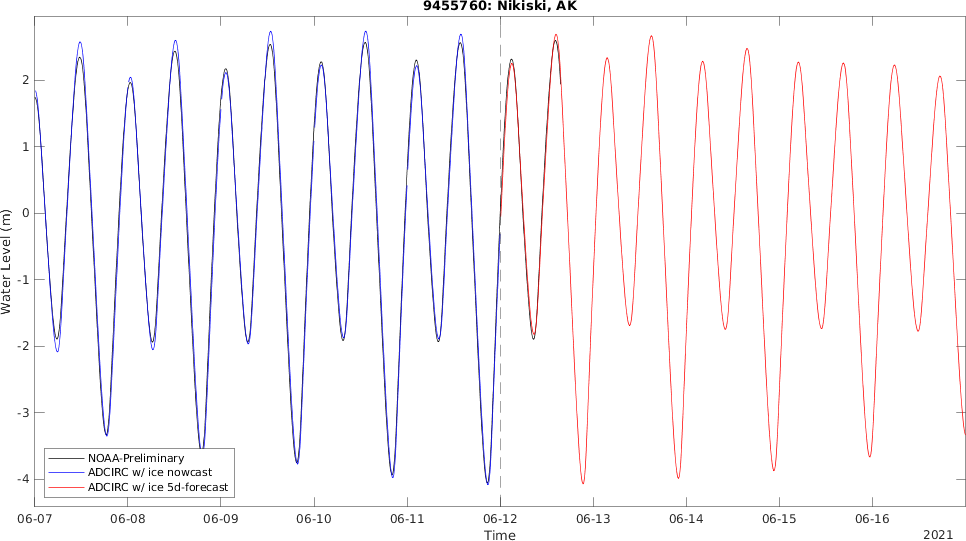 9455760: Nikiski, AK
Water Level (m)
2
1
0
-1
-2
-3
-4
NOAA-Preliminary
ADCIRC w/ ice nowcast
ADCIRC w/ ice 5d-forecast
06-07 06-08 06-09 06-10 06-11 06-12 06-13 06-14 06-15 06-16
Time
2021